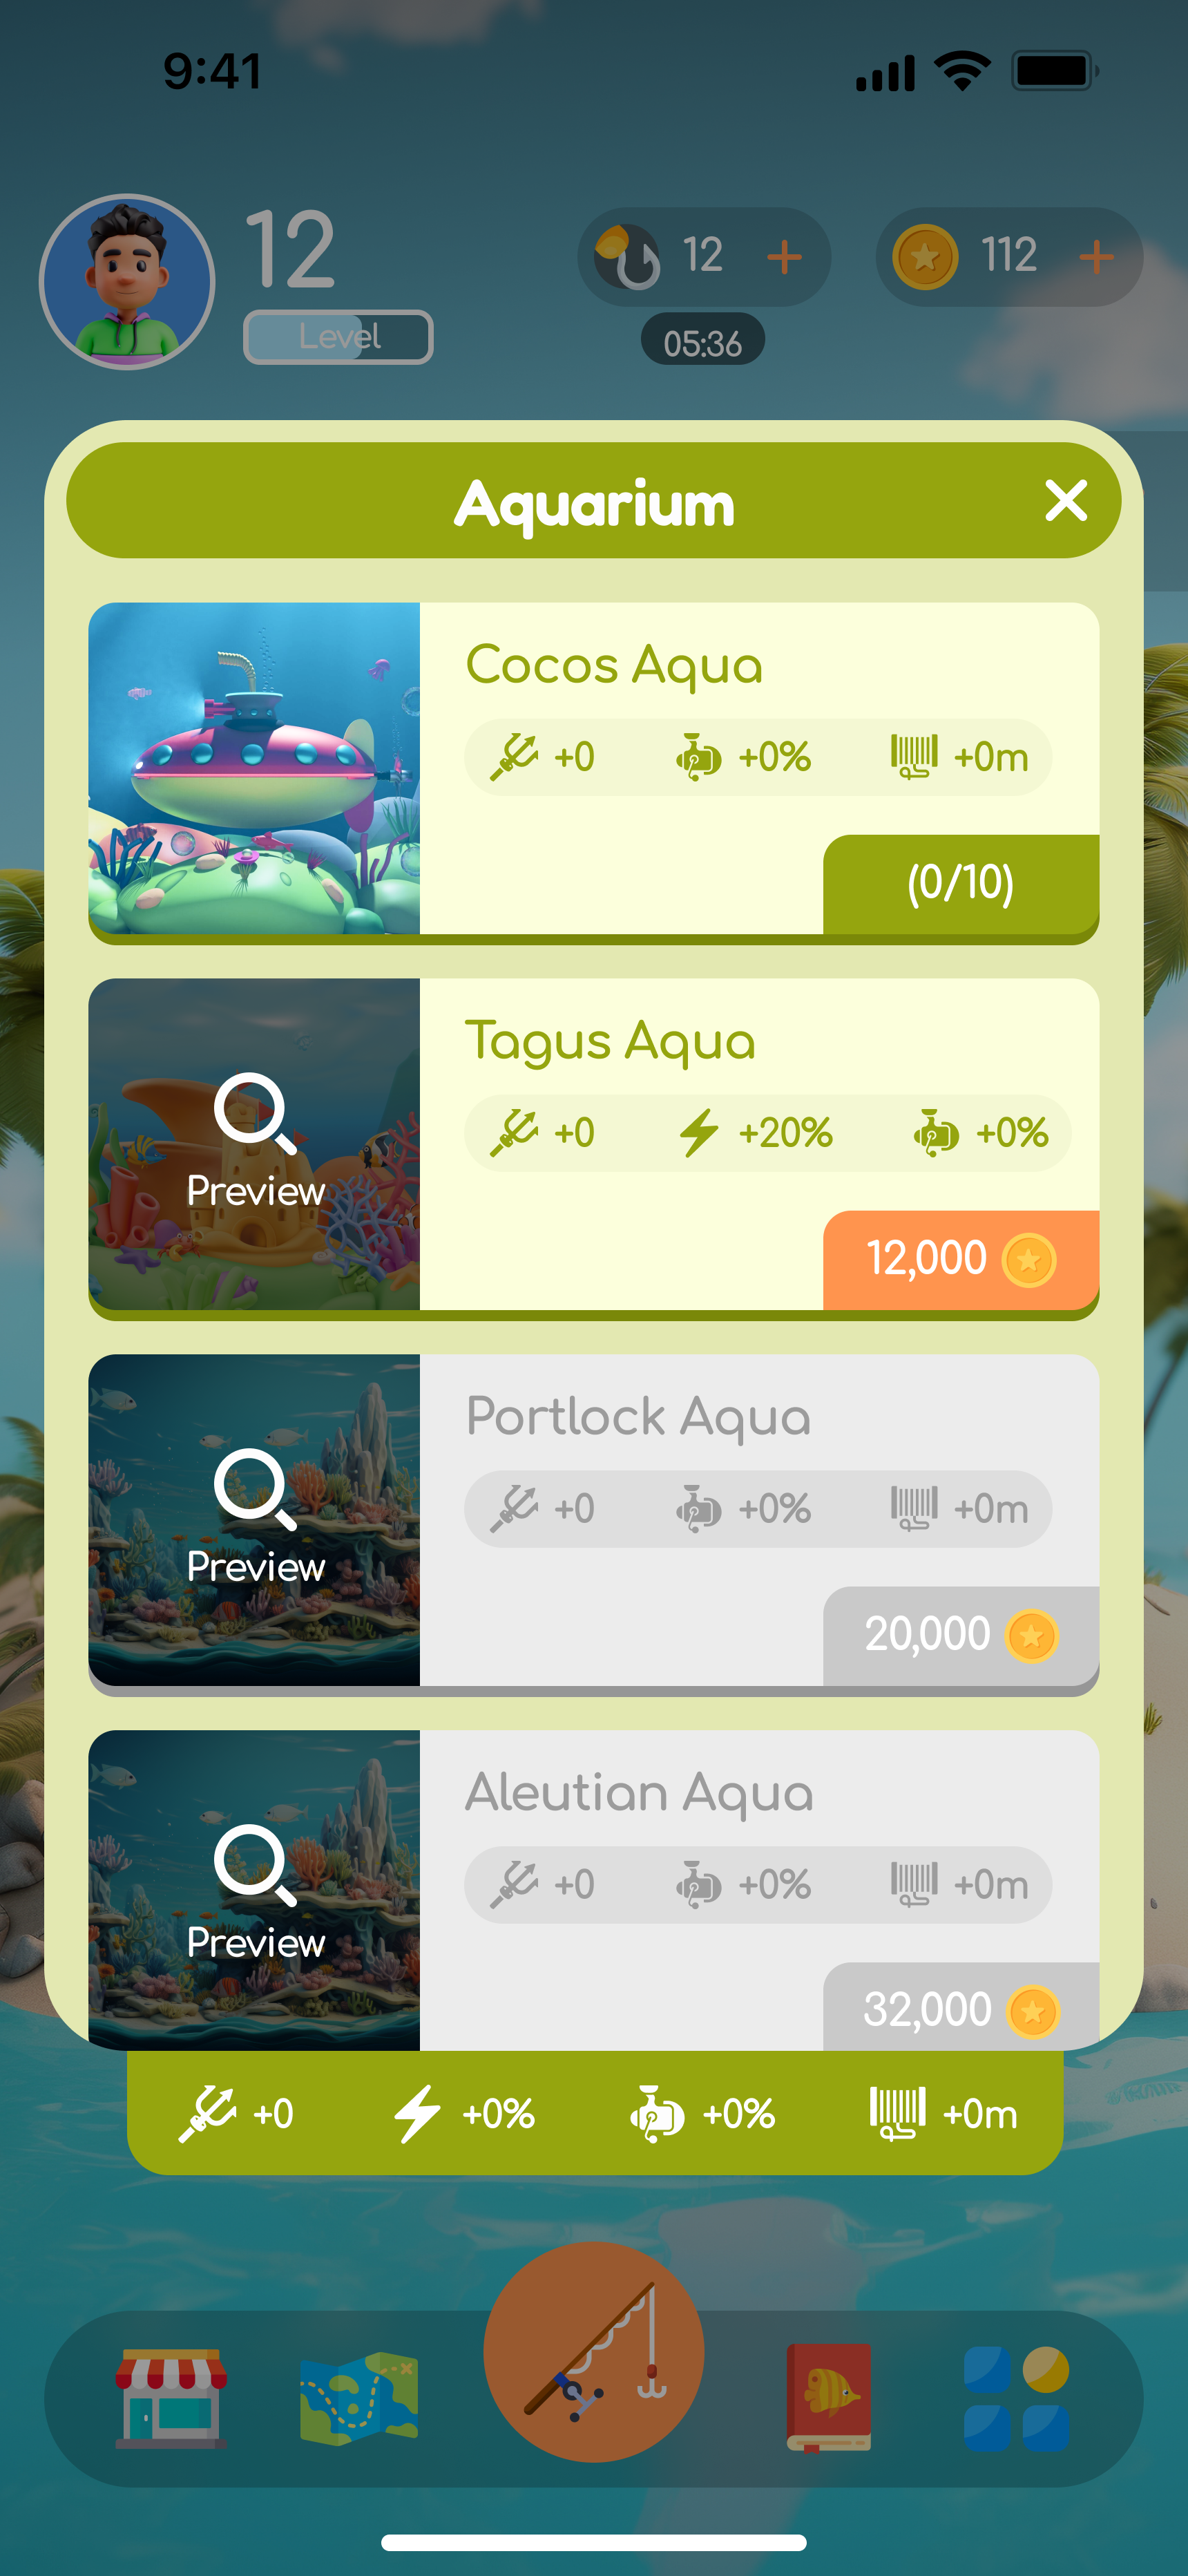 9:41
12
12
112
Level
05:36
Aquarium
Cocos Aqua
+0 +0% +0m
(0/10)
Tagus Aqua
+0 +20% +0%
Preview
12,000
Portlock Aqua
+0 +0% +0m
Preview
20,000
Aleutian Aqua
+0 +0% +0m
Preview
32,000
+0 +0% +0% +0m